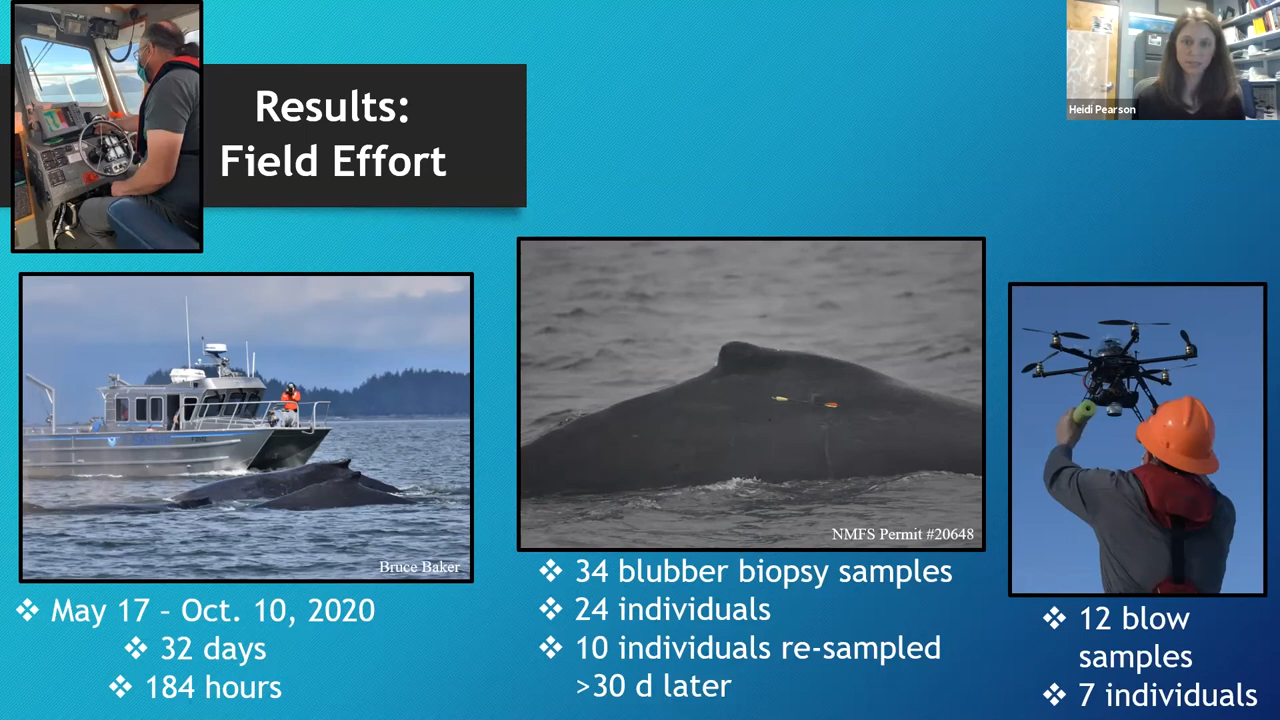 Results:
Field Effort
Heidi Pearson
Bruce Baker
NMFS Permit #20648
❖ May 17 – Oct. 10, 2020
❖ 32 days
❖ 184 hours
❖ 34 blubber biopsy samples
❖ 24 individuals
❖ 10 individuals re-sampled
>30 d later
❖ 12 blow
samples
❖ 7 individuals